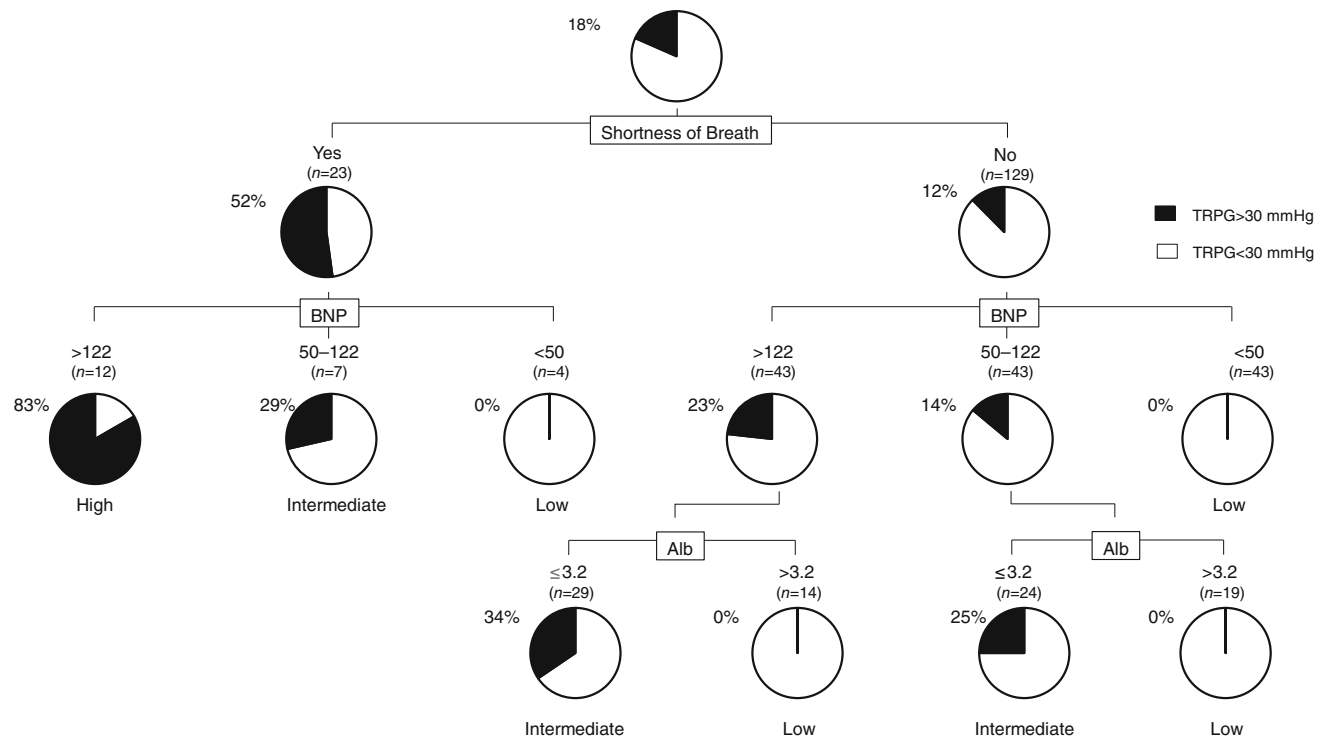 18%
Shortness of Breath
Yes
(n=23)
52%
No
(n=129)
12%
TRPG>30 mmHg
TRPG<30 mmHg
BNP
BNP
>122
(n=12)
83%
High
50–122
(n=7)
29%
Intermediate
<50
(n=4)
0%
Low
>122
(n=43)
23%
50–122
(n=43)
14%
<50
(n=43)
0%
Low
Alb
Alb
≤3.2
(n=29)
34%
Intermediate
>3.2
(n=14)
0%
Low
≤3.2
(n=24)
25%
Intermediate
>3.2
(n=19)
0%
Low